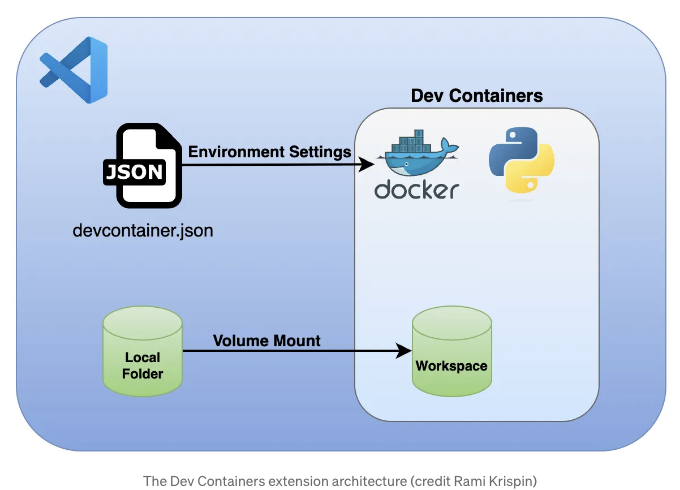 Dev Containers
Environment Settings
JSON
docker
devcontainer.json
Volume Mount
Local
Folder
Workspace
The Dev Containers extension architecture (credit Rami Krispin)